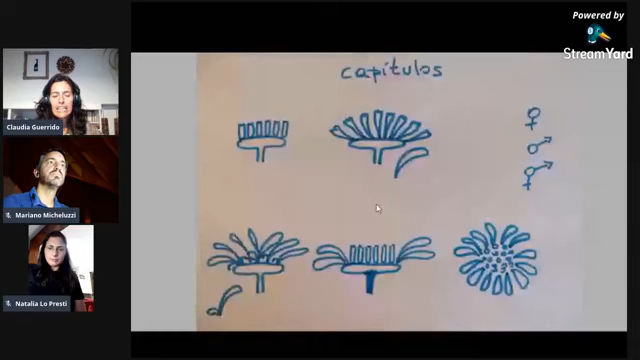 Powered by
StreamYard
capítulos
Claudia Guerrido
Mariano Micheluzzi
Natalia Lo Presti